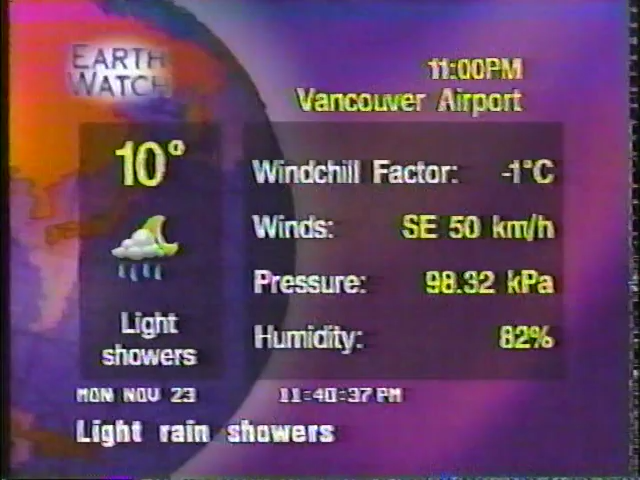 EARTH
WATCH
11:00PM
Vancouver Airport
10°
Windchill Factor: -1°C
Winds: SE 50 km/h
Pressure: 98.32 kPa
Humidity: 82%
Light
showers
MON NOV 23 11:40:37 PM
Light rain showers